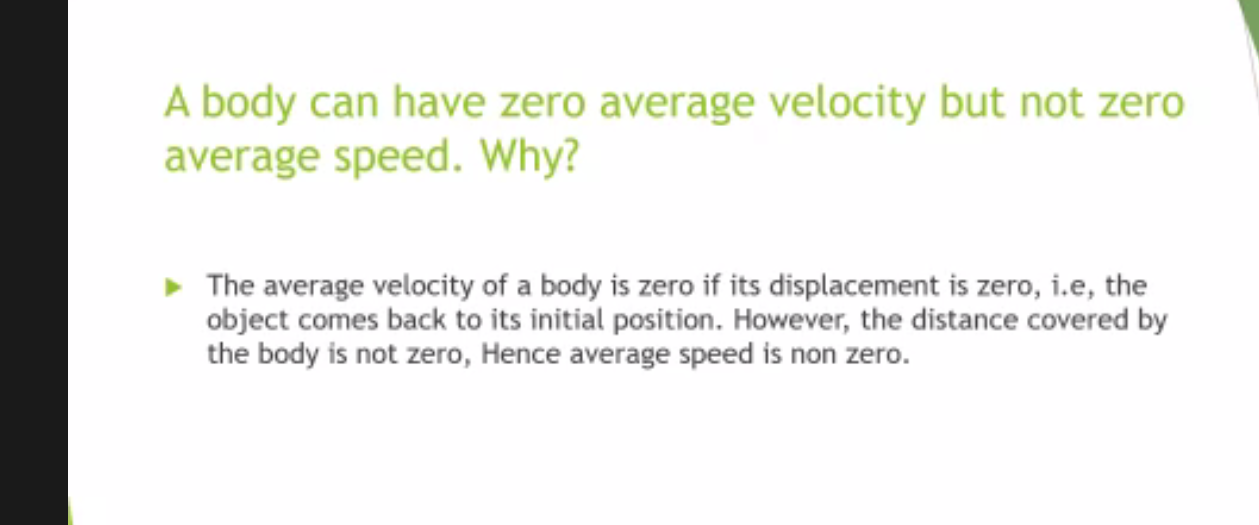 A body can have zero average velocity but not zero
average speed. Why?
The average velocity of a body is zero if its displacement is zero, i.e, the
object comes back to its initial position. However, the distance covered by
the body is not zero, Hence average speed is non zero.